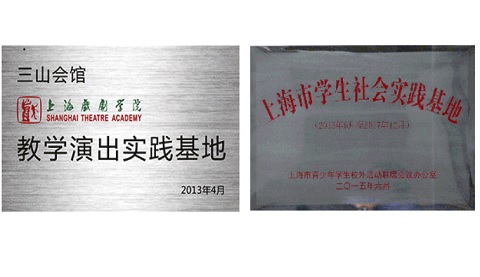 三山会馆
上海戲劇学院
SHANGHAI THEATRE ACADEMY
教学演出实践基地
2013年4月
上海市学生社会实践基地
上海市青少年学生校外活动联席会议办公室
二〇一五年六月